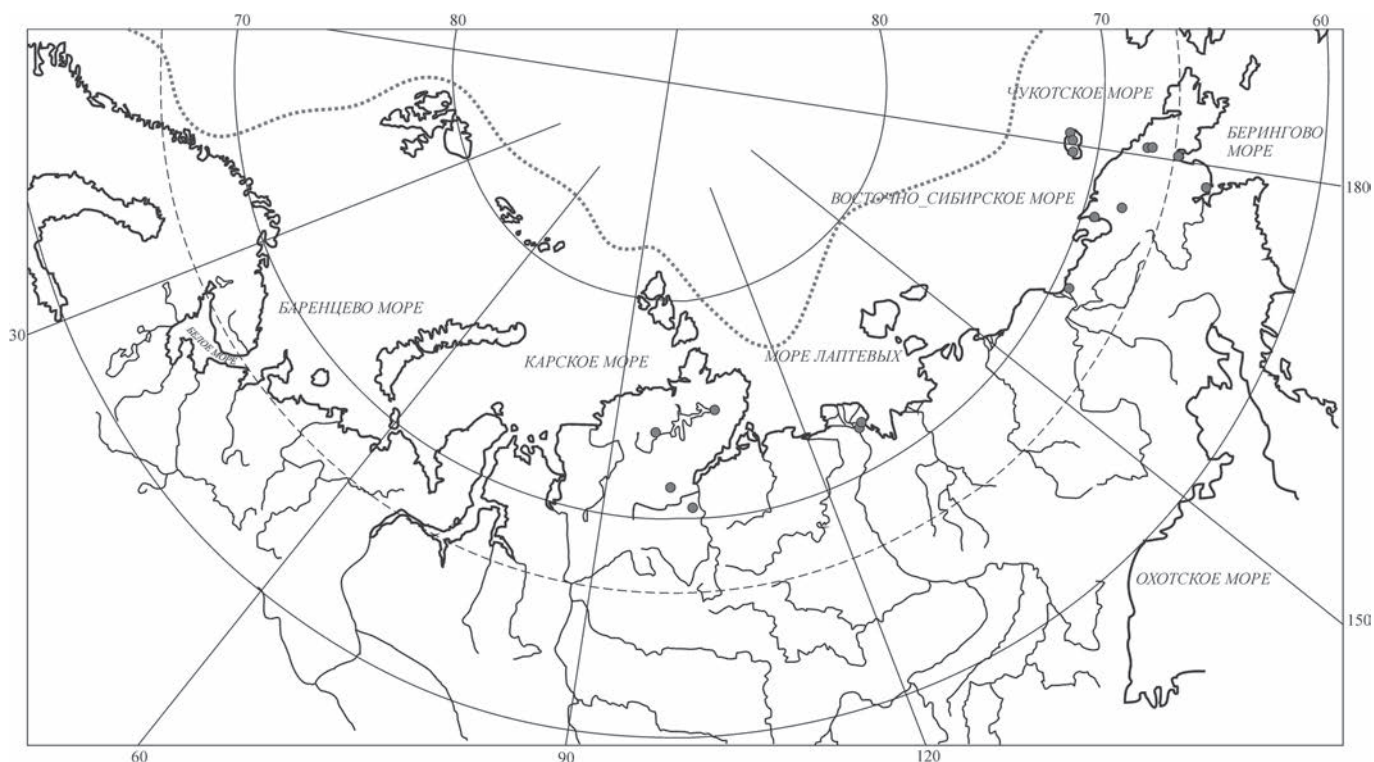 70
80
80
70
60
ЧУКОТСКОЕ МОРЕ
БЕРИНГОВО
МОРЕ
180
ВОСТОЧНО_СИБИРСКОЕ МОРЕ
БАРЕНЦЕВО МОРЕ
30
БЕЛОЕ МОРЕ
КАРСКОЕ МОРЕ
МОРЕ ЛАПТЕВЫХ
ОХОТСКОЕ МОРЕ
150
60
90
120